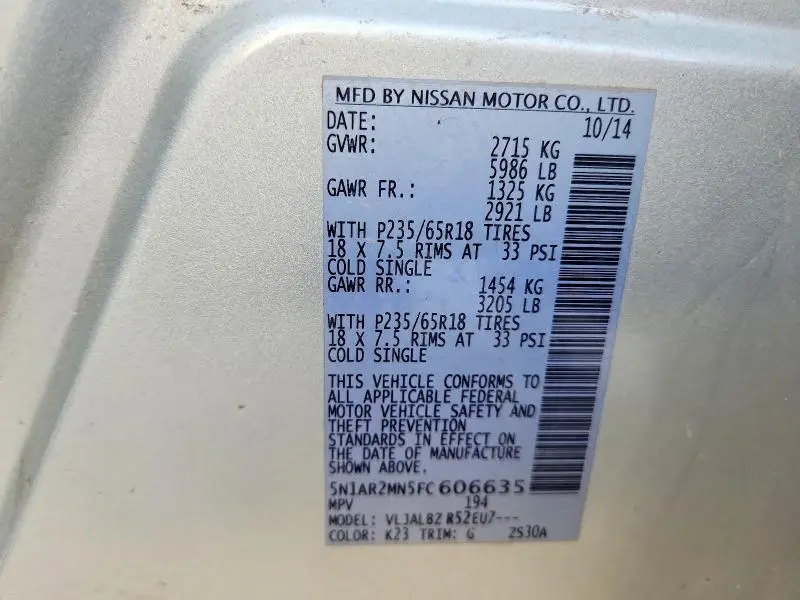 MFD BY NISSAN MOTOR CO., LTD.
DATE: 10/14
GVWR: 2715 KG
5986 LB
GAWR FR.: 1325 KG
2921 LB
WITH P235/65R18 TIRES
18 X 7.5 RIMS AT 33 PSI
COLD SINGLE
GAWR RR.: 1454 KG
3205 LB
WITH P235/65R18 TIRES
18 X 7.5 RIMS AT 33 PSI
COLD SINGLE
THIS VEHICLE CONFORMS TO
ALL APPLICABLE FEDERAL
MOTOR VEHICLE SAFETY AND
THEFT PREVENTION
STANDARDS IN EFFECT ON
THE DATE OF MANUFACTURE
SHOWN ABOVE.
5N1AR2MN5FC606635
MPV 194
MODEL: VLJALBZ R52EU7---
COLOR: K23 TRIM: G 2S30A